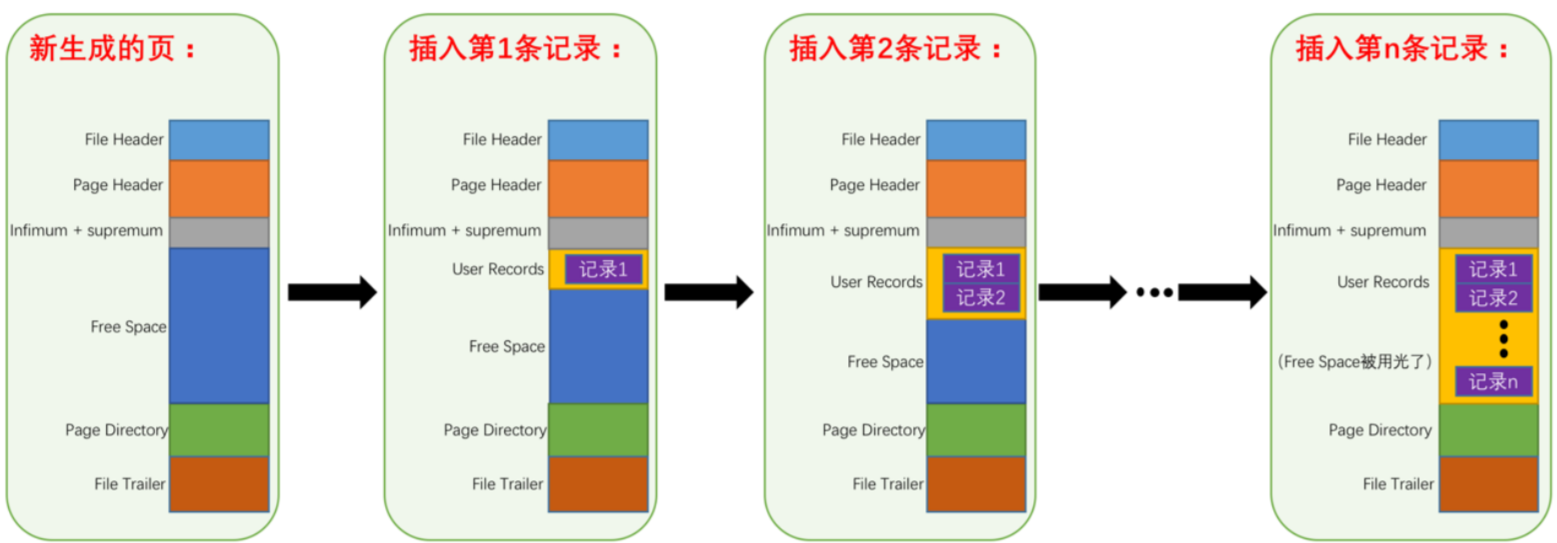 新生成的页：
File Header
Page Header
Infimum + supremum
Free Space
Page Directory
File Trailer
插入第1条记录：
File Header
Page Header
Infimum + supremum
User Records
记录1
Free Space
Page Directory
File Trailer
插入第2条记录：
File Header
Page Header
Infimum + supremum
User Records
记录1
记录2
Free Space
Page Directory
File Trailer
插入第n条记录：
File Header
Page Header
Infimum + supremum
User Records
记录1
记录2
（Free Space被用光了）
记录n
Page Directory
File Trailer